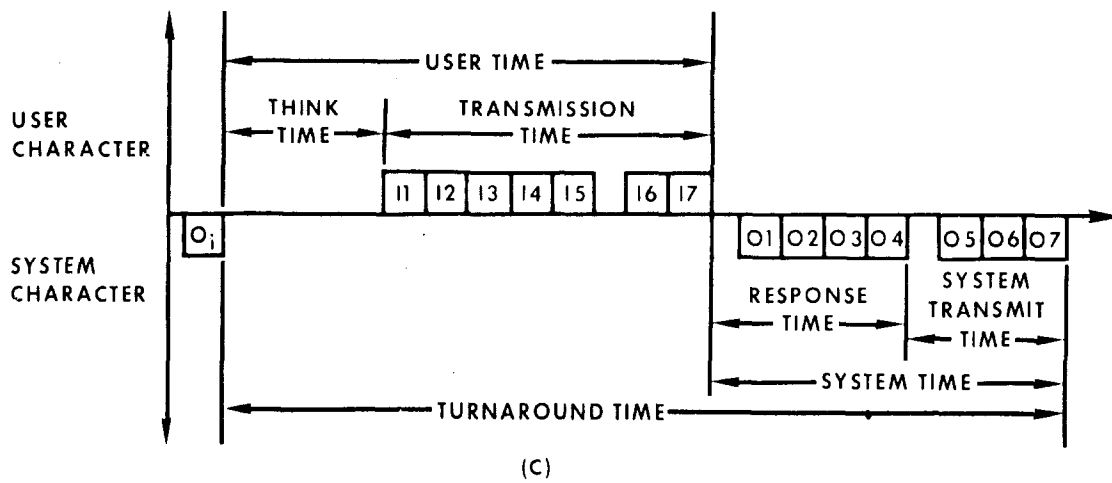 USER TIME
THINK TIME
TRANSMISSION TIME
USER CHARACTER
I1 I2 I3 I4 I5 I6 I7
Oi
O1 O2 O3 O4 O5 O6 O7
SYSTEM CHARACTER
RESPONSE TIME
SYSTEM TRANSMIT TIME
SYSTEM TIME
TURNAROUND TIME
(C)